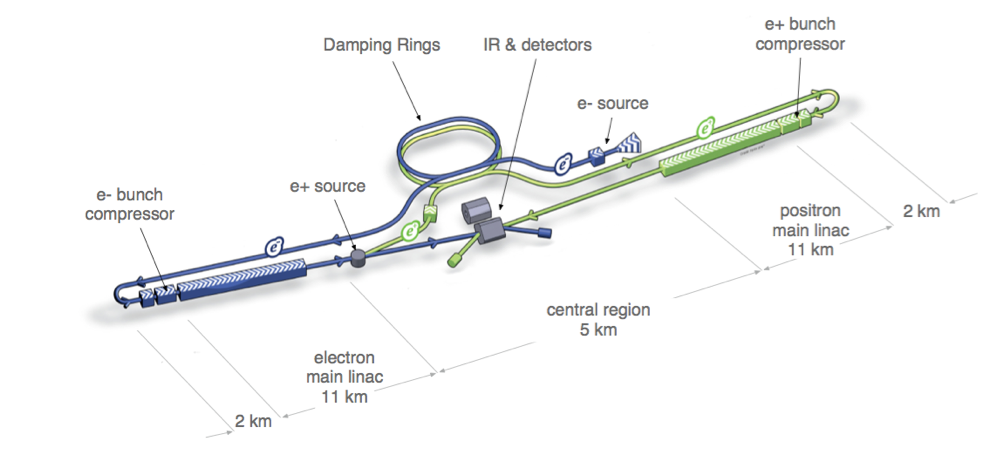 e+ bunch
compressor
Damping Rings
IR & detectors
e- source
e-
e+
e+ source
e- bunch
compressor
e+
e-
positron
main linac
11 km
2 km
central region
5 km
electron
main linac
11 km
2 km